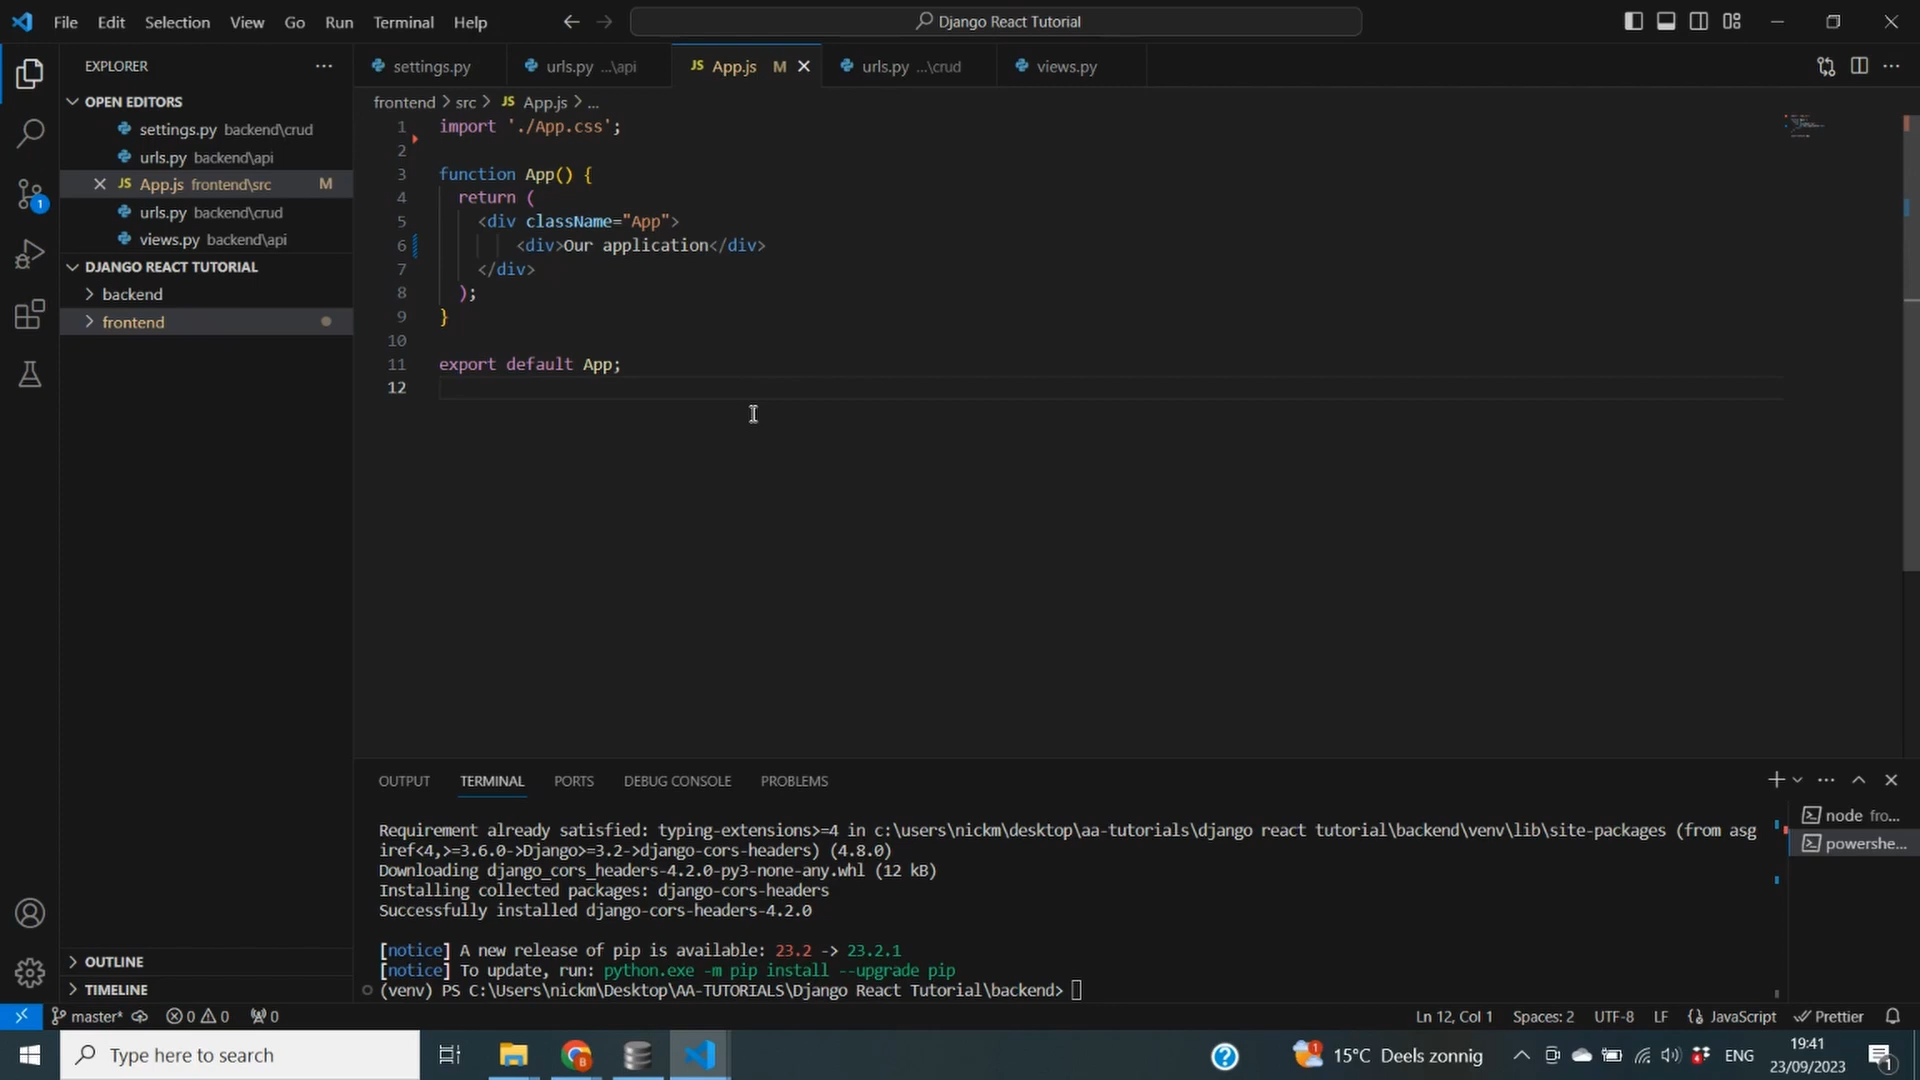 File Edit Selection View Go Run Terminal Help
Django React Tutorial
EXPLORER
OPEN EDITORS
settings.py backend\crud
urls.py backend\api
App.js frontend\src M
urls.py backend\crud
views.py backend\api
DJANGO REACT TUTORIAL
backend
frontend
OUTLINE
TIMELINE
settings.py
urls.py ...\api
JS App.js M
urls.py ...\crud
views.py
frontend > src > JS App.js > ...
1 import './App.css';
2
3 function App() {
4 return (
5 <div className="App">
6 <div>Our application</div>
7 </div>
8 );
9 }
10
11 export default App;
12
OUTPUT TERMINAL PORTS DEBUG CONSOLE PROBLEMS
Requirement already satisfied: typing-extensions>=4 in c:\users\nickm\desktop\aa-tutorials\django react tutorial\backend\venv\lib\site-packages (from asg
iref<4,>=3.6.0->Django>=3.2->django-cors-headers) (4.8.0)
Downloading django_cors_headers-4.2.0-py3-none-any.whl (12 kB)
Installing collected packages: django-cors-headers
Successfully installed django-cors-headers-4.2.0
[notice] A new release of pip is available: 23.2 -> 23.2.1
[notice] To update, run: python.exe -m pip install --upgrade pip
(venv) PS C:\Users\nickm\Desktop\AA-TUTORIALS\Django React Tutorial\backend>
node fro...
powershe...
master* 0 0 0
Ln 12, Col 1 Spaces: 2 UTF-8 LF JavaScript Prettier
Type here to search
15°C Deels zonnig
ENG
19:41
23/09/2023
1